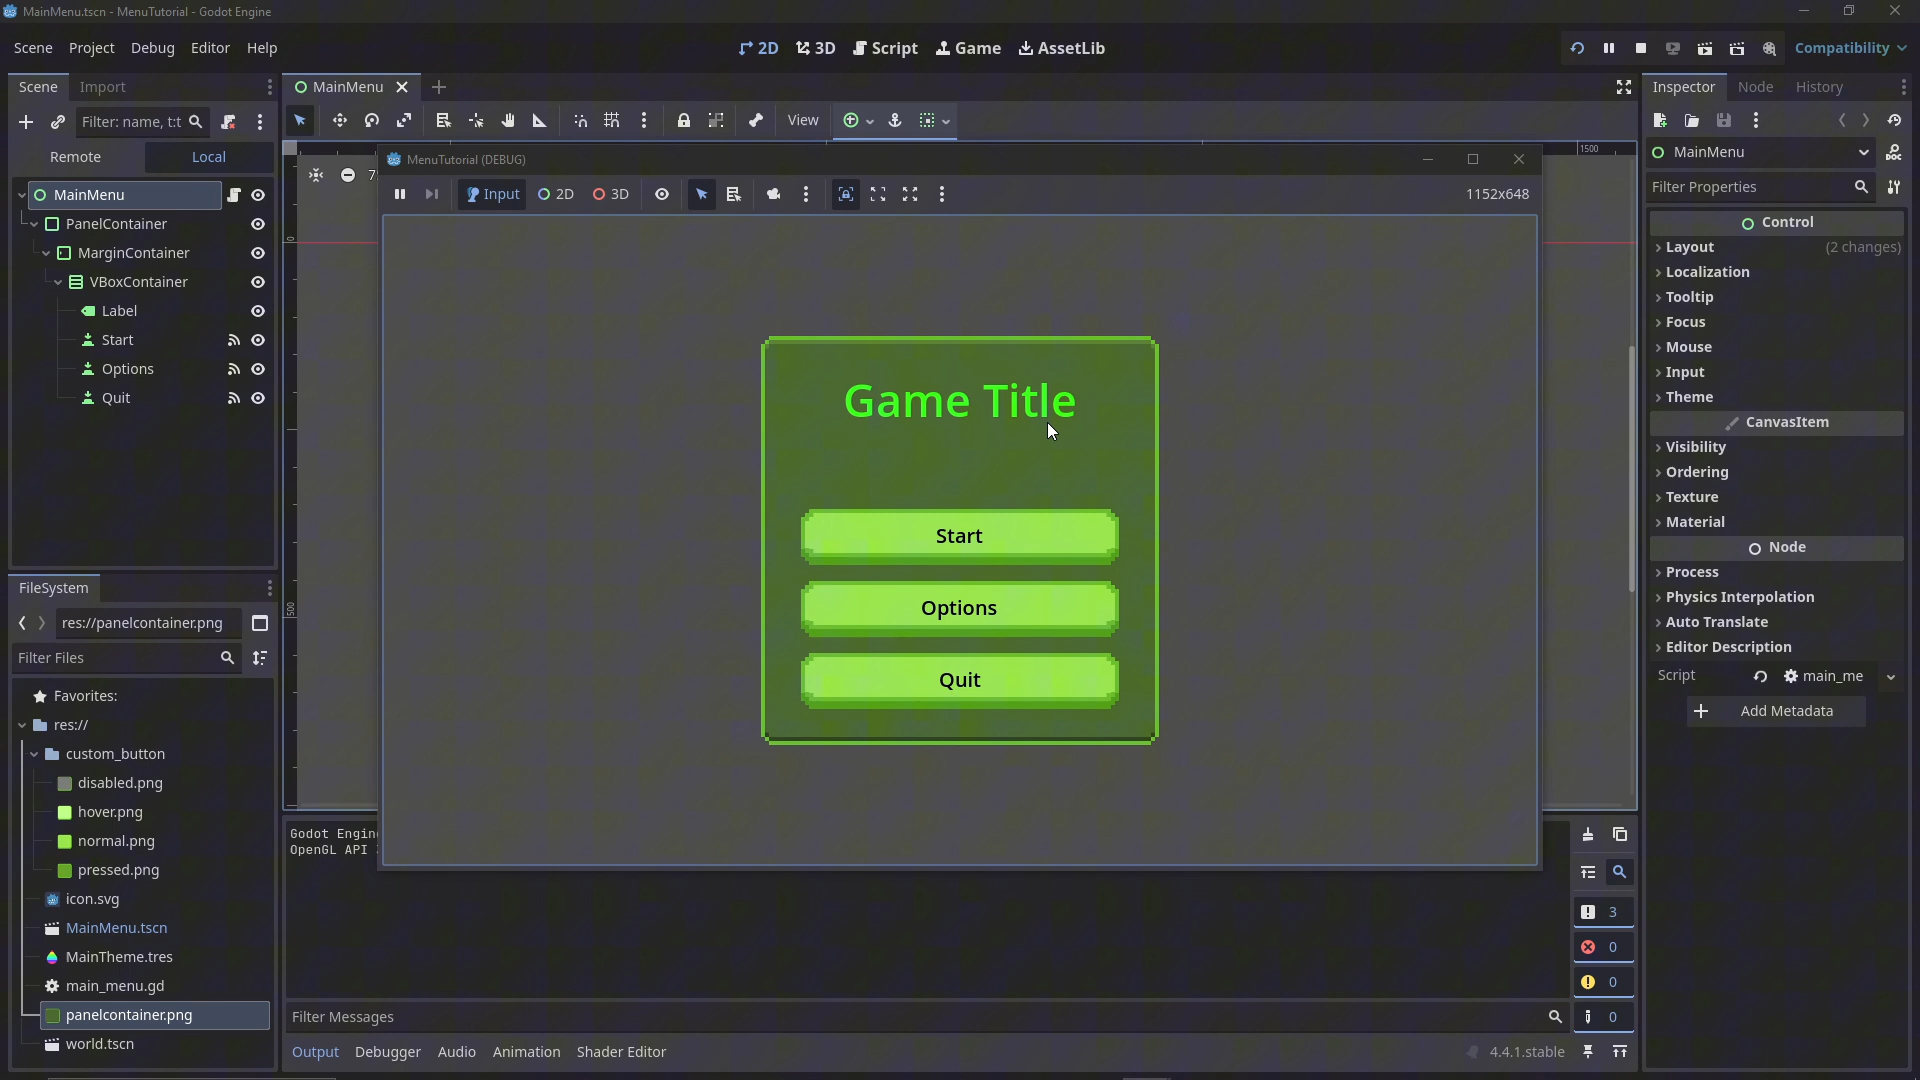 MainMenu.tscn - MenuTutorial - Godot Engine
Scene Project Debug Editor Help
2D 3D Script Game AssetLib
Compatibility
Scene Import
MainMenu
Inspector Node History
Filter: name, t:t
View
Remote Local
MainMenu
PanelContainer
MarginContainer
VBoxContainer
Label
Start
Options
Quit
FileSystem
res://panelcontainer.png
Filter Files
Favorites:
res://
custom_button
disabled.png
hover.png
normal.png
pressed.png
icon.svg
MainMenu.tscn
MainTheme.tres
main_menu.gd
panelcontainer.png
world.tscn
1500
0
500
MenuTutorial (DEBUG)
Input 2D 3D
1152x648
Game Title
Start
Options
Quit
Godot Engin
OpenGL API
3
0
0
0
Filter Messages
Output Debugger Audio Animation Shader Editor
4.4.1.stable
MainMenu
Filter Properties
Control
Layout (2 changes)
Localization
Tooltip
Focus
Mouse
Input
Theme
CanvasItem
Visibility
Ordering
Texture
Material
Node
Process
Physics Interpolation
Auto Translate
Editor Description
Script main_me
Add Metadata